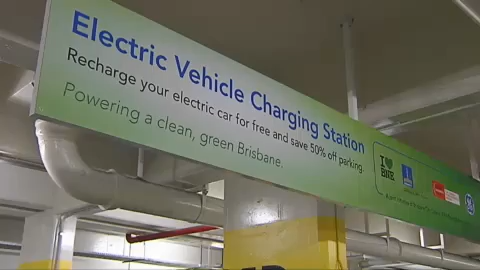 Electric Vehicle Charging Station
Recharge your electric car for free and save 50% off parking.
Powering a clean, green Brisbane.
I
BNE